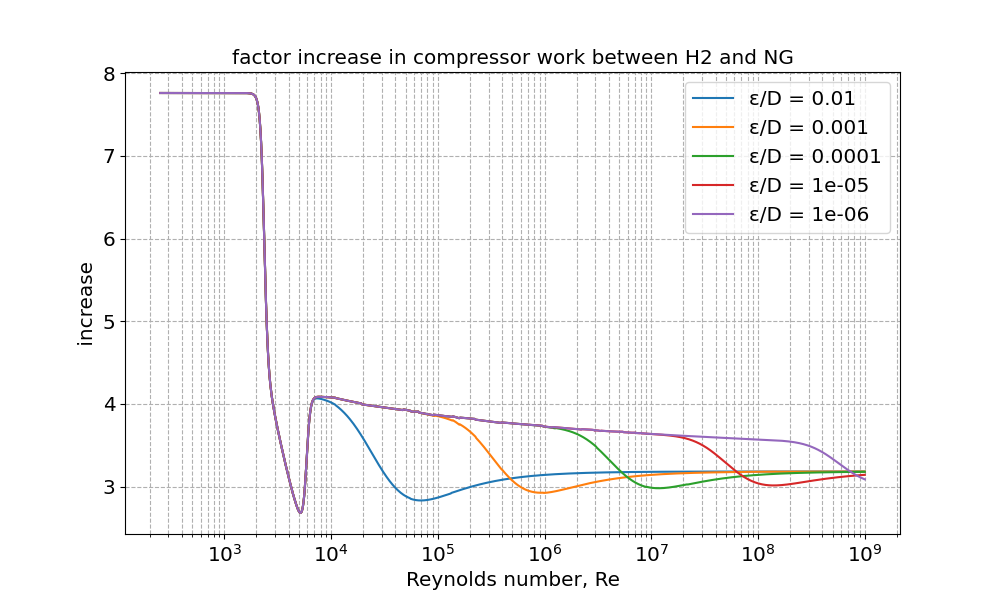 factor increase in compressor work between H2 and NG
8
7
6
5
4
3
increase
ε/D = 0.01
ε/D = 0.001
ε/D = 0.0001
ε/D = 1e-05
ε/D = 1e-06
10³ 10⁴ 10⁵ 10⁶ 10⁷ 10⁸ 10⁹
Reynolds number, Re